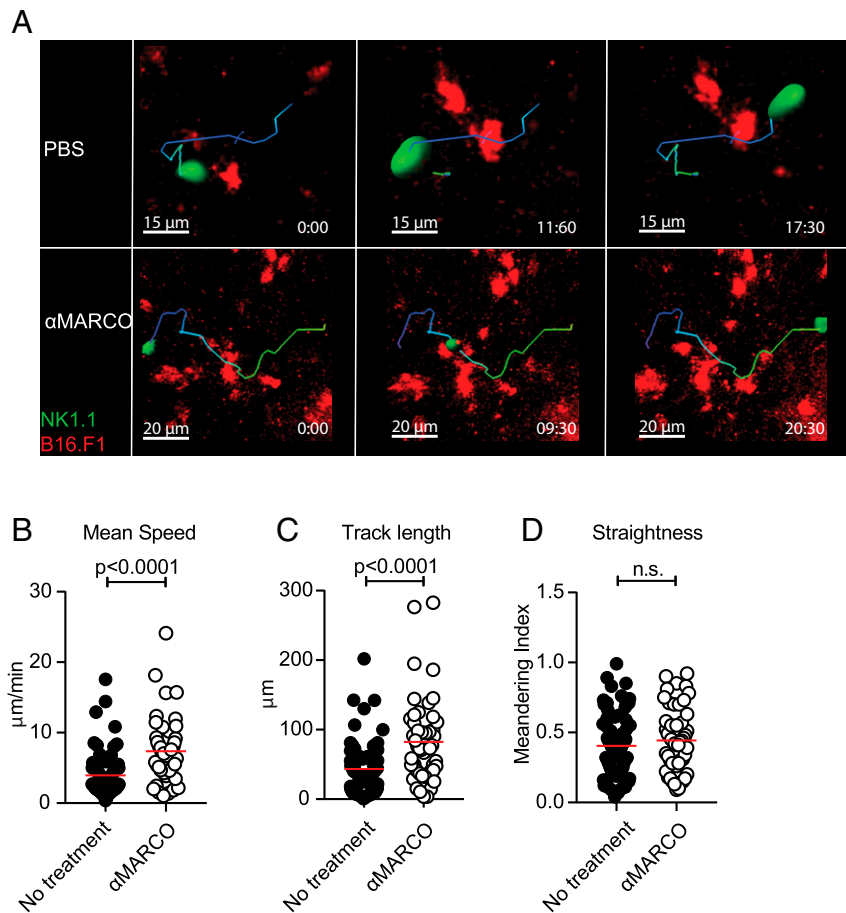 A
PBS
15 µm
0:00
15 µm
11:60
15 µm
17:30
αMARCO
NK1.1
B16.F1
20 µm
0:00
20 µm
09:30
20 µm
20:30
B
Mean Speed
p<0.0001
µm/min
30
20
10
0
No treatment
αMARCO
C
Track length
p<0.0001
µm
300
200
100
0
No treatment
αMARCO
D
Straightness
n.s.
Meandering Index
1.5
1.0
0.5
0.0
No treatment
αMARCO